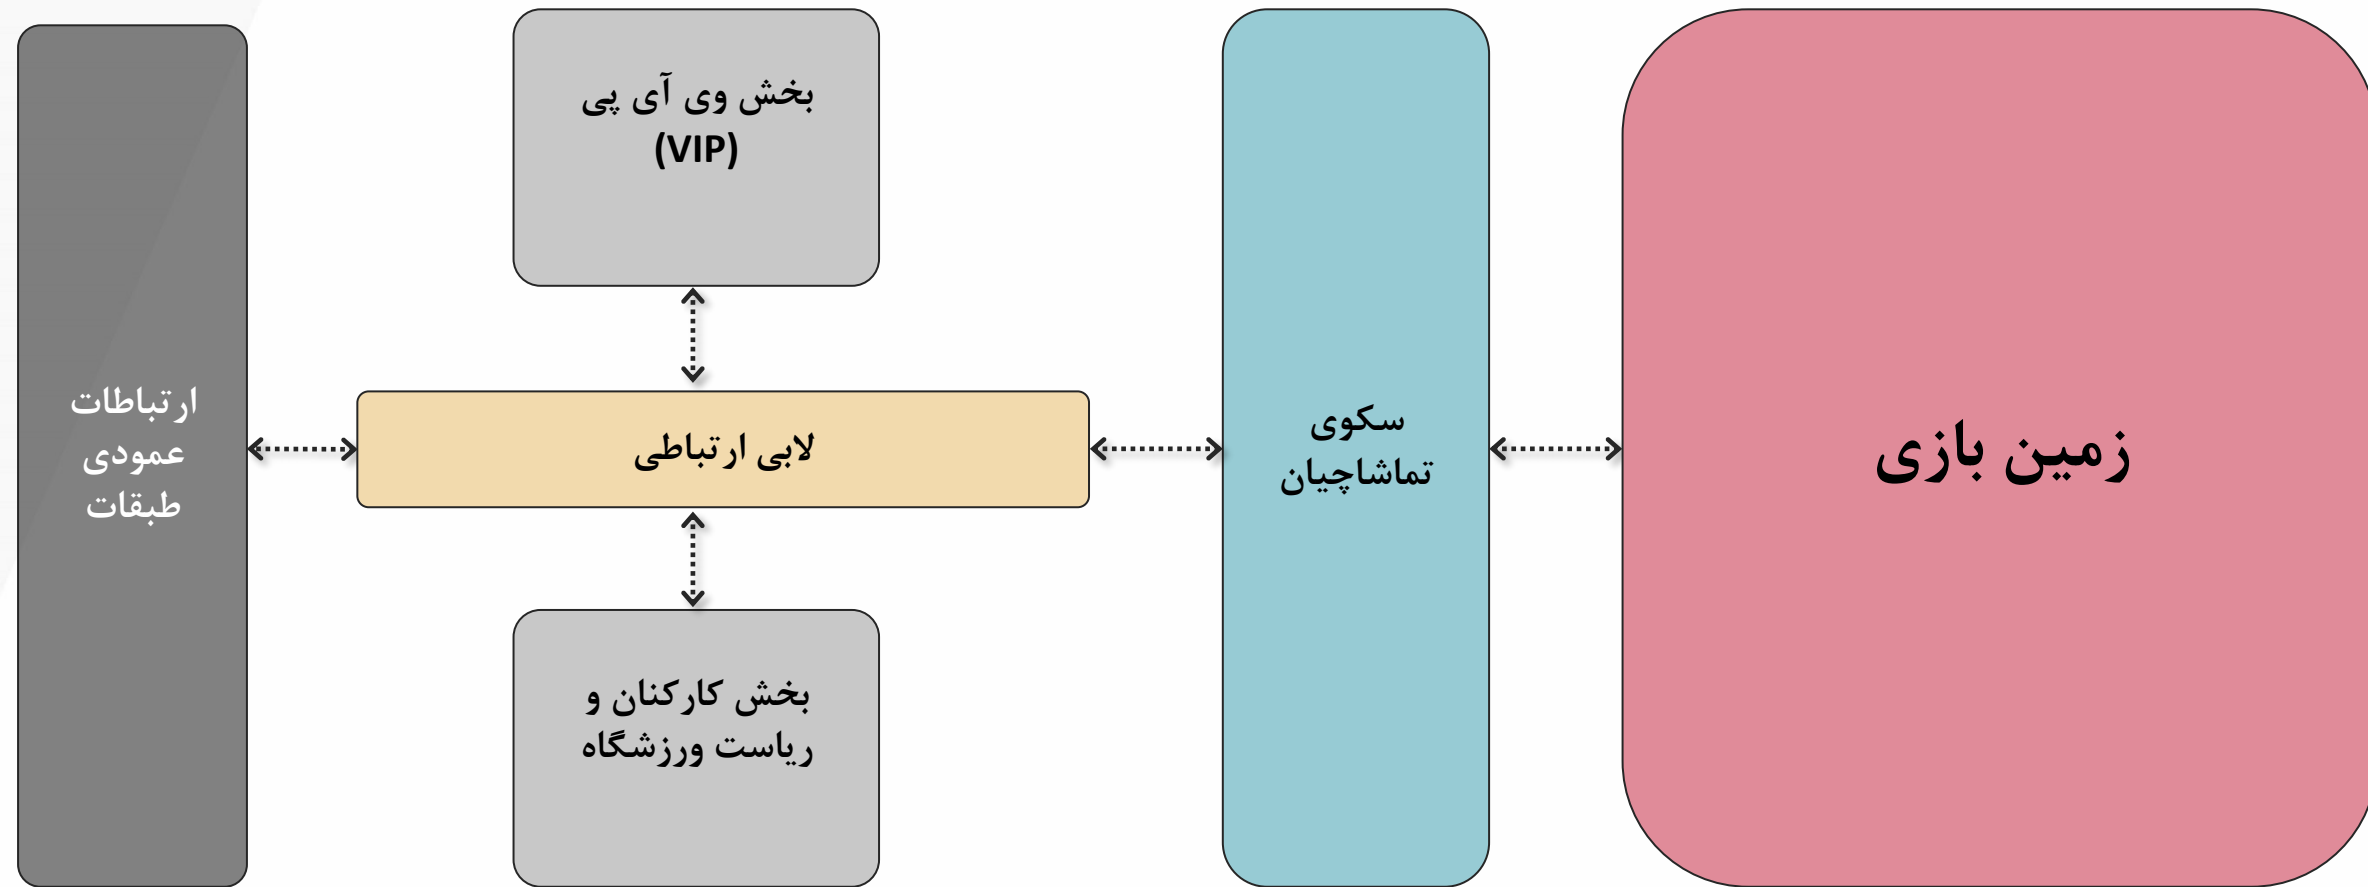 زمین بازی
سکوی
تماشاچیان
بخش وی آی پی
(VIP)
لابی ارتباطی
بخش کارکنان و
ریاست ورزشگاه
ارتباطات
عمودی
طبقات